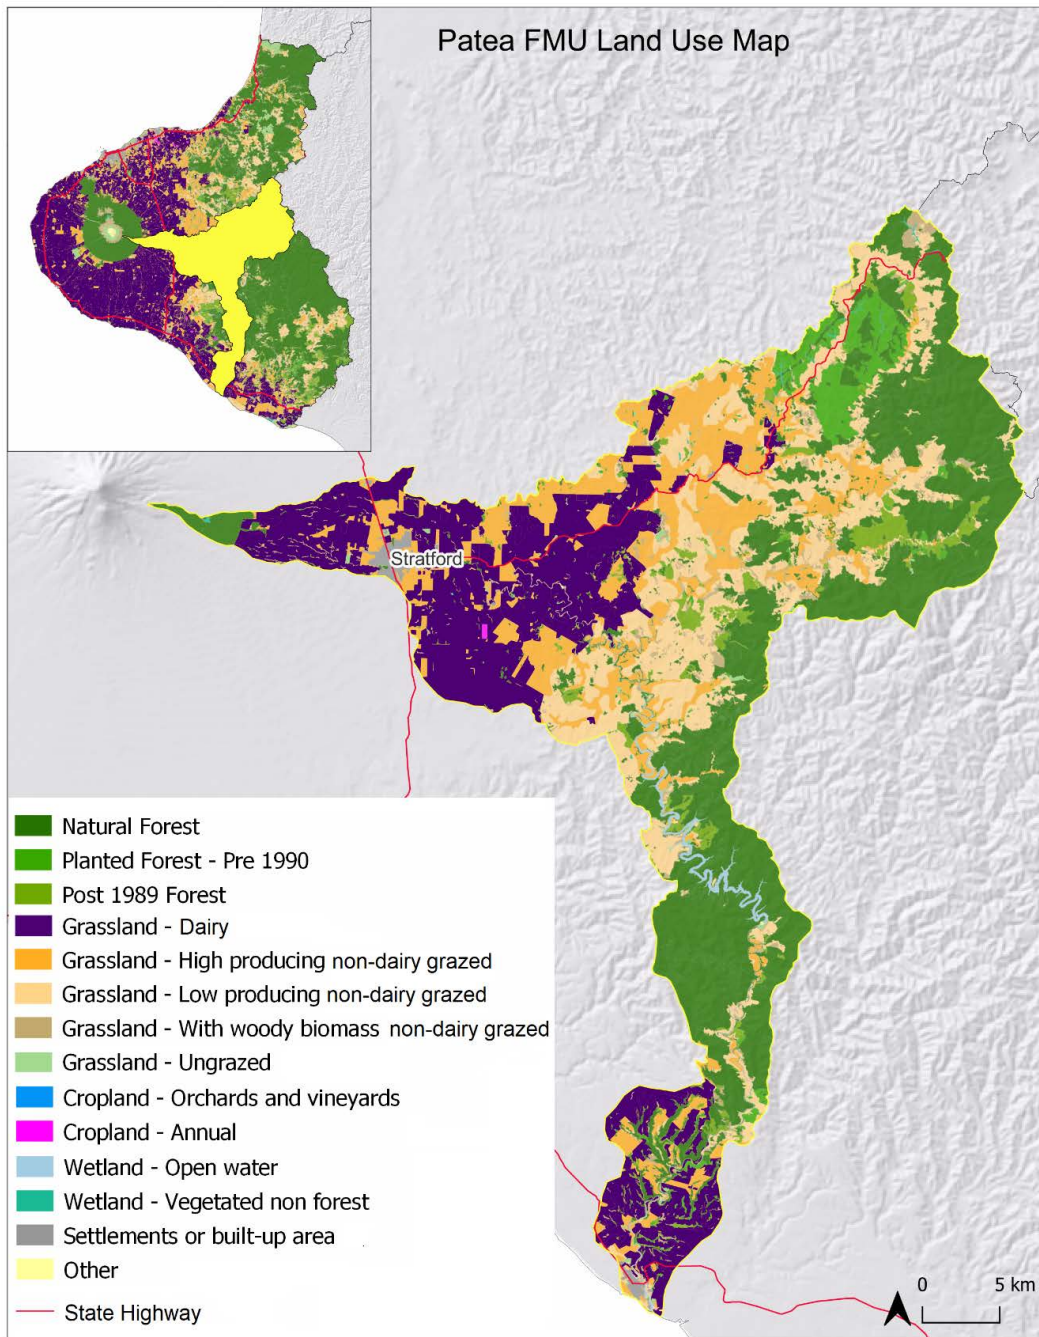 Patea FMU Land Use Map
Stratford
Natural Forest
Planted Forest - Pre 1990
Post 1989 Forest
Grassland - Dairy
Grassland - High producing non-dairy grazed
Grassland - Low producing non-dairy grazed
Grassland - With woody biomass non-dairy grazed
Grassland - Ungrazed
Cropland - Orchards and vineyards
Cropland - Annual
Wetland - Open water
Wetland - Vegetated non forest
Settlements or built-up area
Other
State Highway
0 5 km